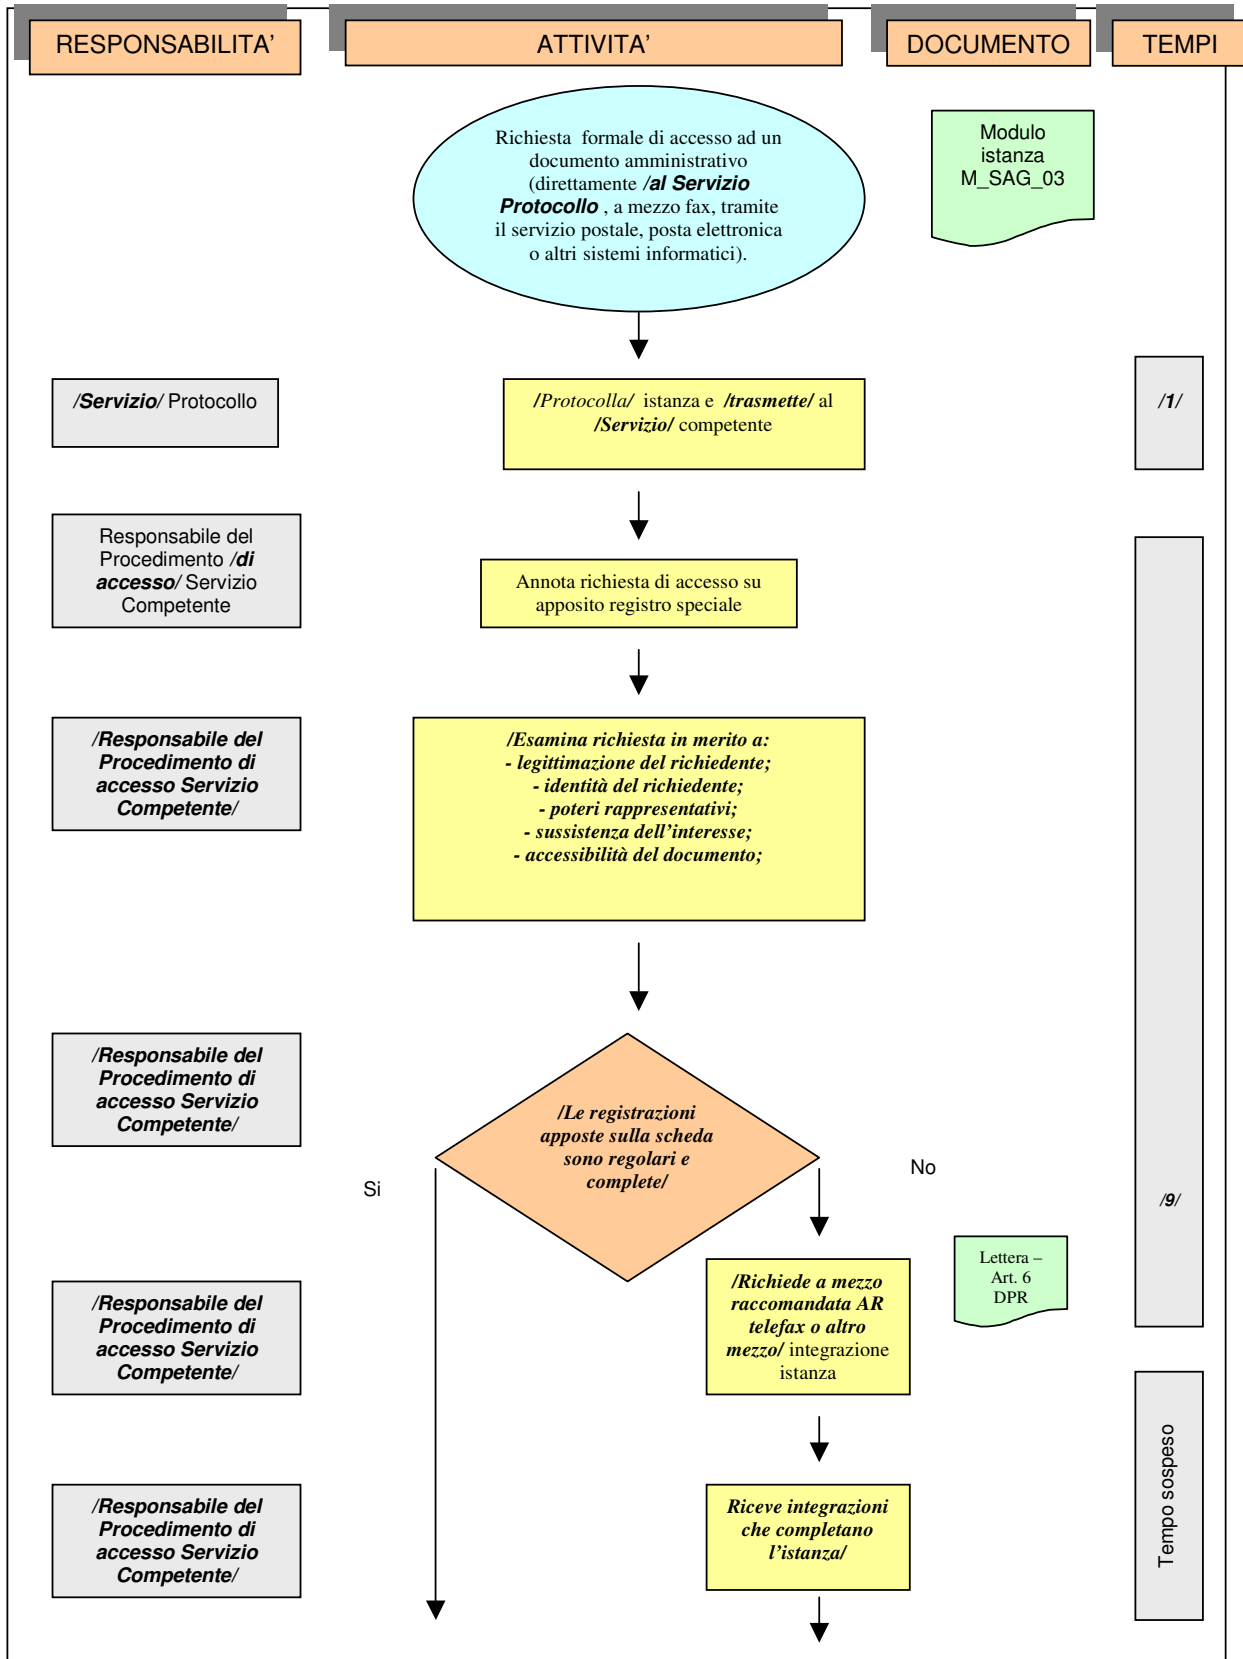 RESPONSABILITA’
ATTIVITA’
DOCUMENTO
TEMPI
Richiesta formale di accesso ad un
documento amministrativo
(direttamente /al Servizio
Protocollo , a mezzo fax, tramite
il servizio postale, posta elettronica
o altri sistemi informatici).
Modulo
istanza
M_SAG_03
/Servizio/ Protocollo
/Protocolla/ istanza e /trasmette/ al
/Servizio/ competente
/1/
Responsabile del
Procedimento /di
accesso/ Servizio
Competente
Annota richiesta di accesso su
apposito registro speciale
/Responsabile del
Procedimento di
accesso Servizio
Competente/
/Esamina richiesta in merito a:
- legittimazione del richiedente;
- identità del richiedente;
- poteri rappresentativi;
- sussistenza dell’interesse;
- accessibilità del documento;
/Responsabile del
Procedimento di
accesso Servizio
Competente/
/Le registrazioni
apposte sulla scheda
sono regolari e
complete/
Si
No
/9/
/Responsabile del
Procedimento di
accesso Servizio
Competente/
/Richiede a mezzo
raccomandata AR
telefax o altro
mezzo/ integrazione
istanza
Lettera –
Art. 6
DPR
/Responsabile del
Procedimento di
accesso Servizio
Competente/
Riceve integrazioni
che completano
l’istanza/
Tempo sospeso